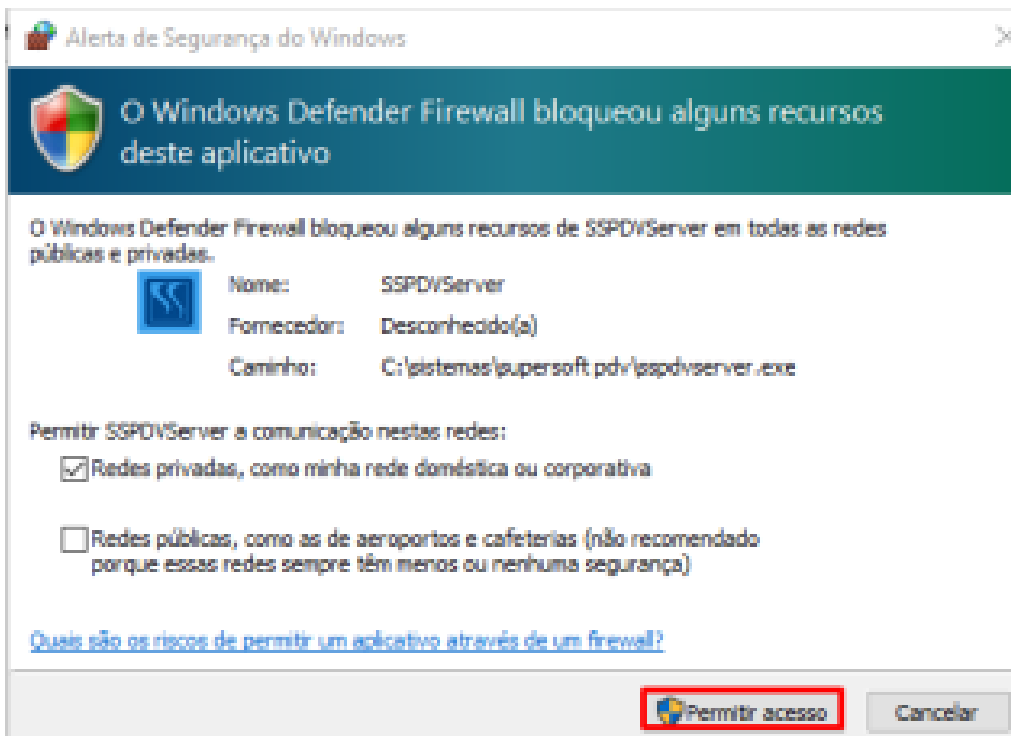 Alerta de Segurança do Windows
O Windows Defender Firewall bloqueou alguns recursos
deste aplicativo
O Windows Defender Firewall bloqueou alguns recursos de SSPDVServer em todas as redes
públicas e privadas.
Nome: SSPDVServer
Fornecedor: Desconhecido(a)
Caminho: C:\sistemas\supersoft pdv\sspdvserver.exe
Permitir SSPDVServer a comunicação nestas redes:
Redes privadas, como minha rede doméstica ou corporativa
Redes públicas, como as de aeroportos e cafeterias (não recomendado
porque essas redes sempre têm menos ou nenhuma segurança)
Quais são os riscos de permitir um aplicativo através de um firewall?
Permitir acesso Cancelar